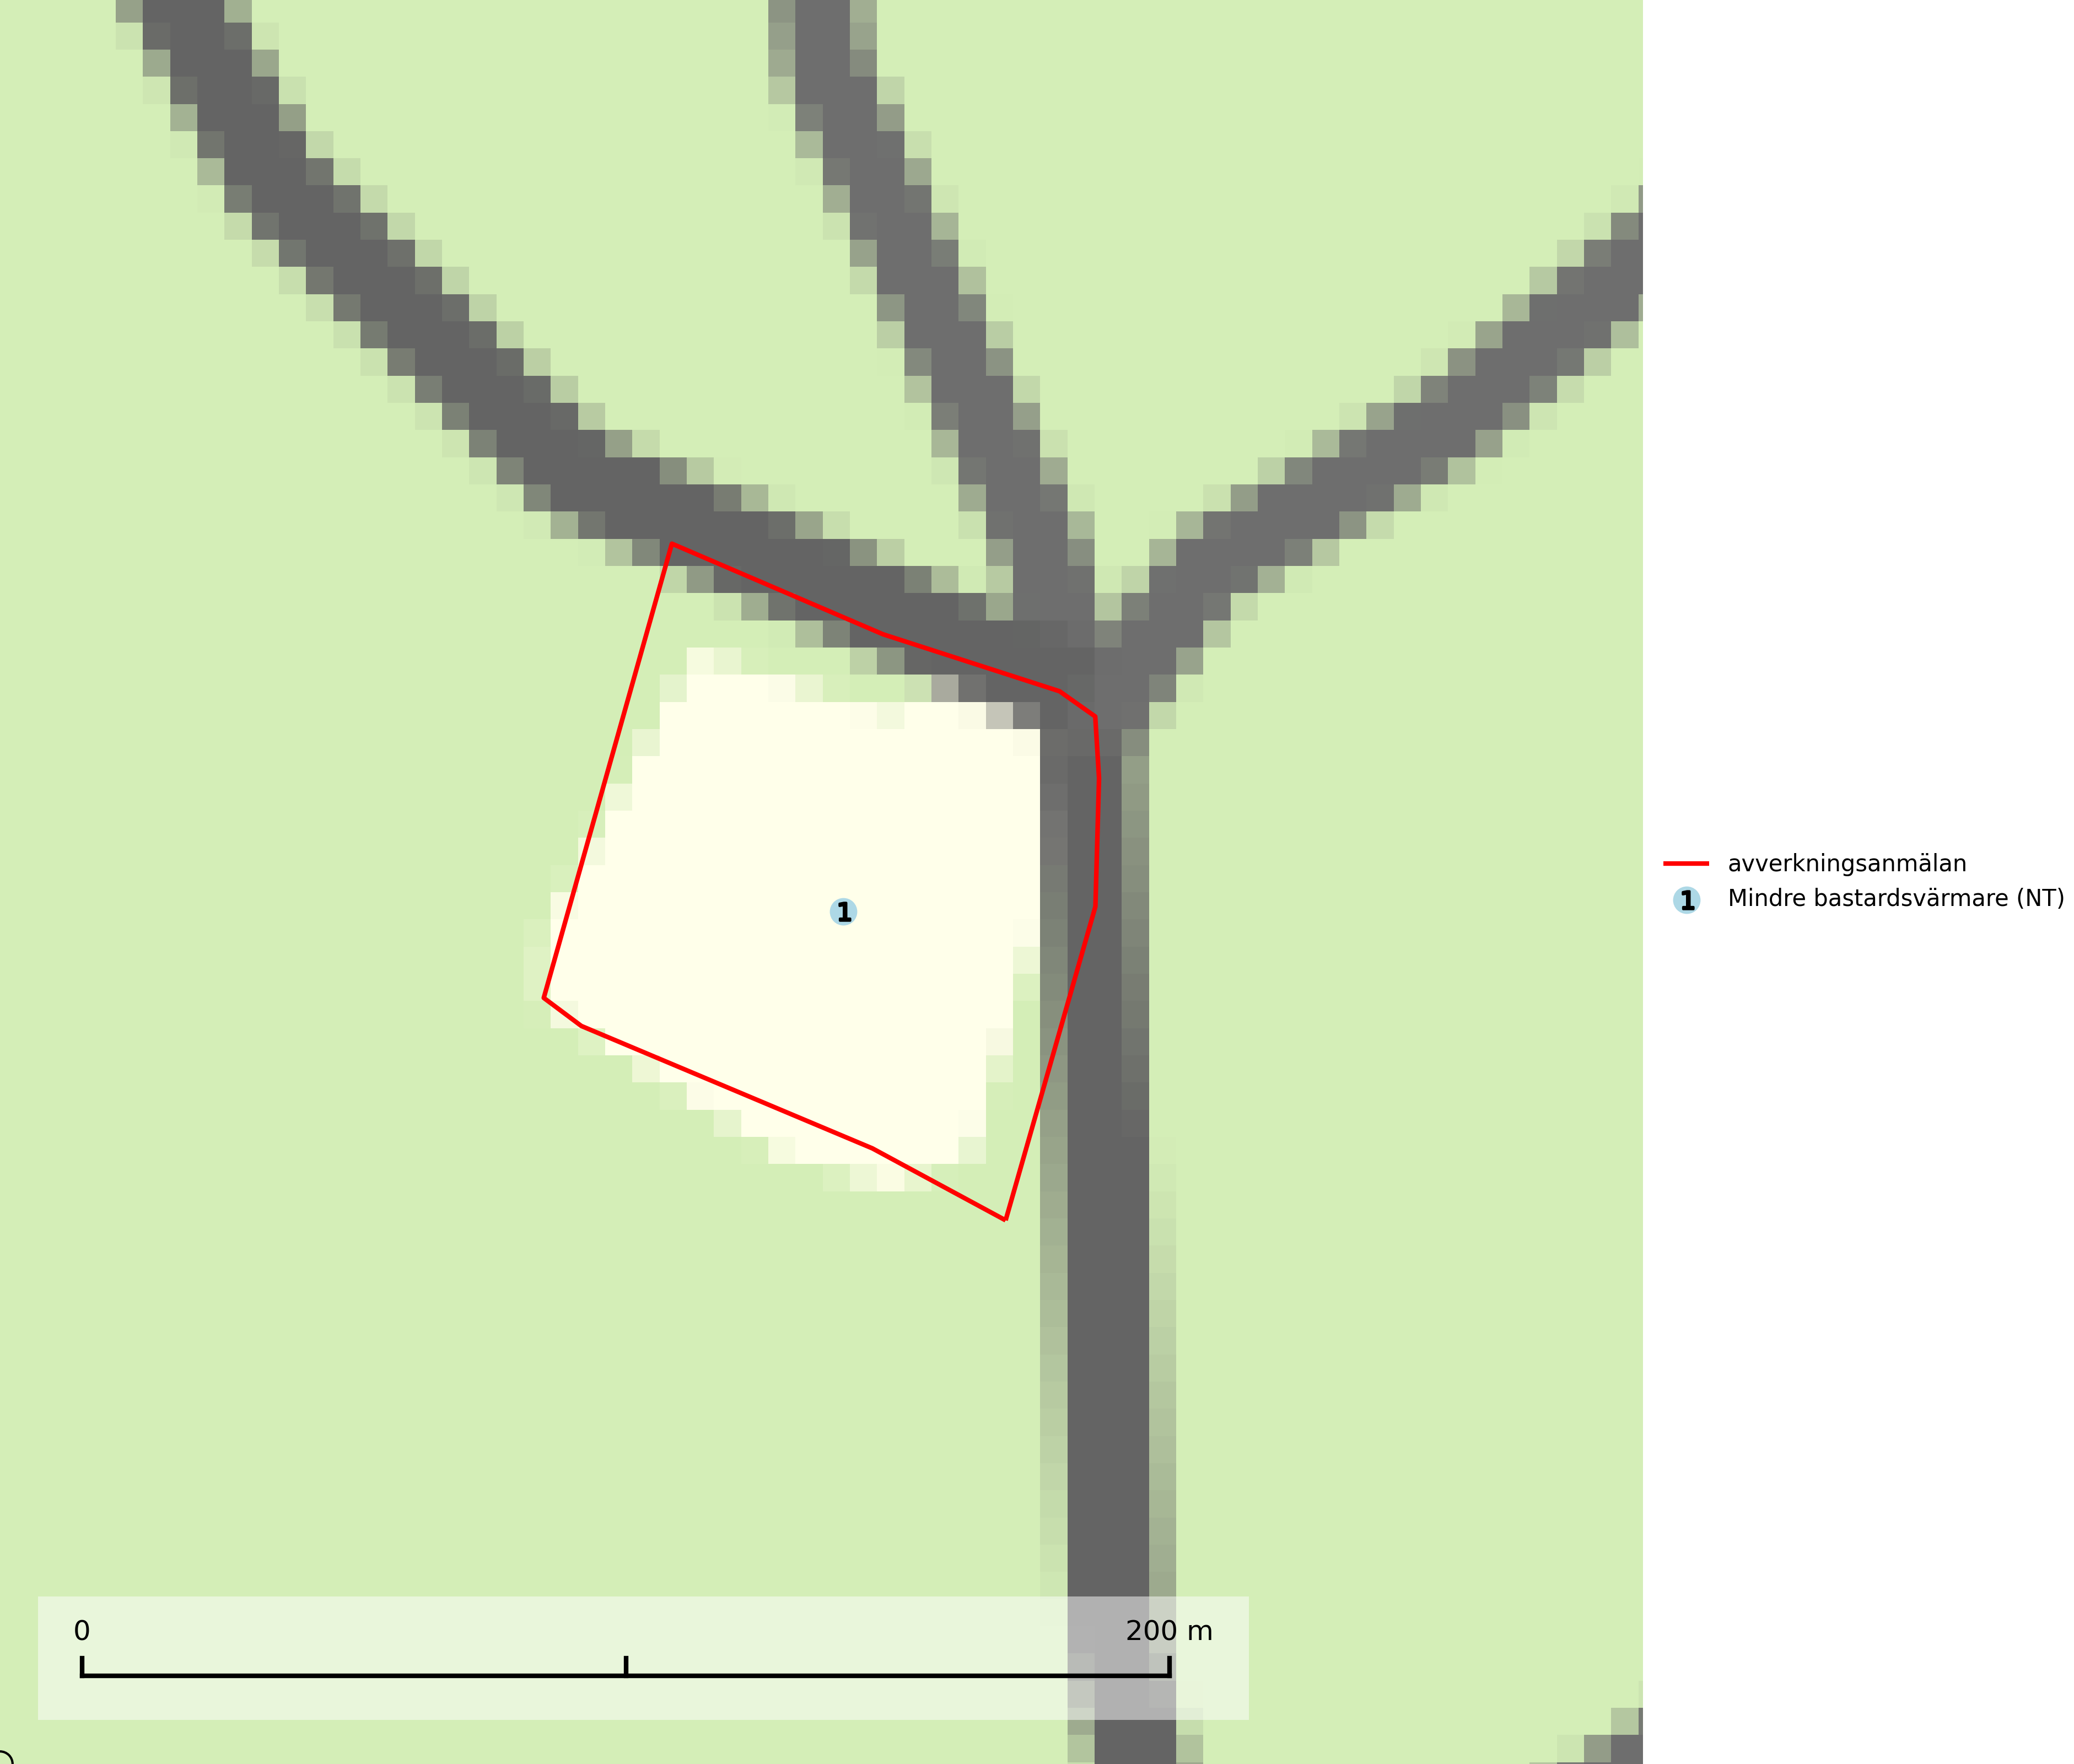 avverkningsanmälan
1 Mindre bastardsvärmare (NT)
1
0 200 m